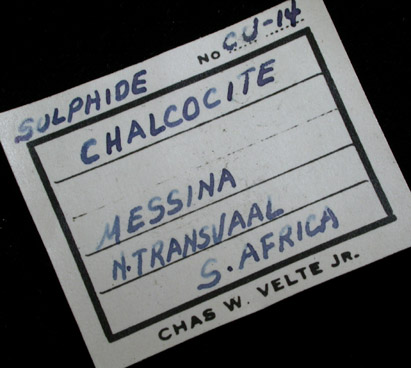 SULPHIDE NO CU-14
CHALCOCITE
MESSINA
N.TRANSVAAL
S.AFRICA
CHAS W. VELTE JR.